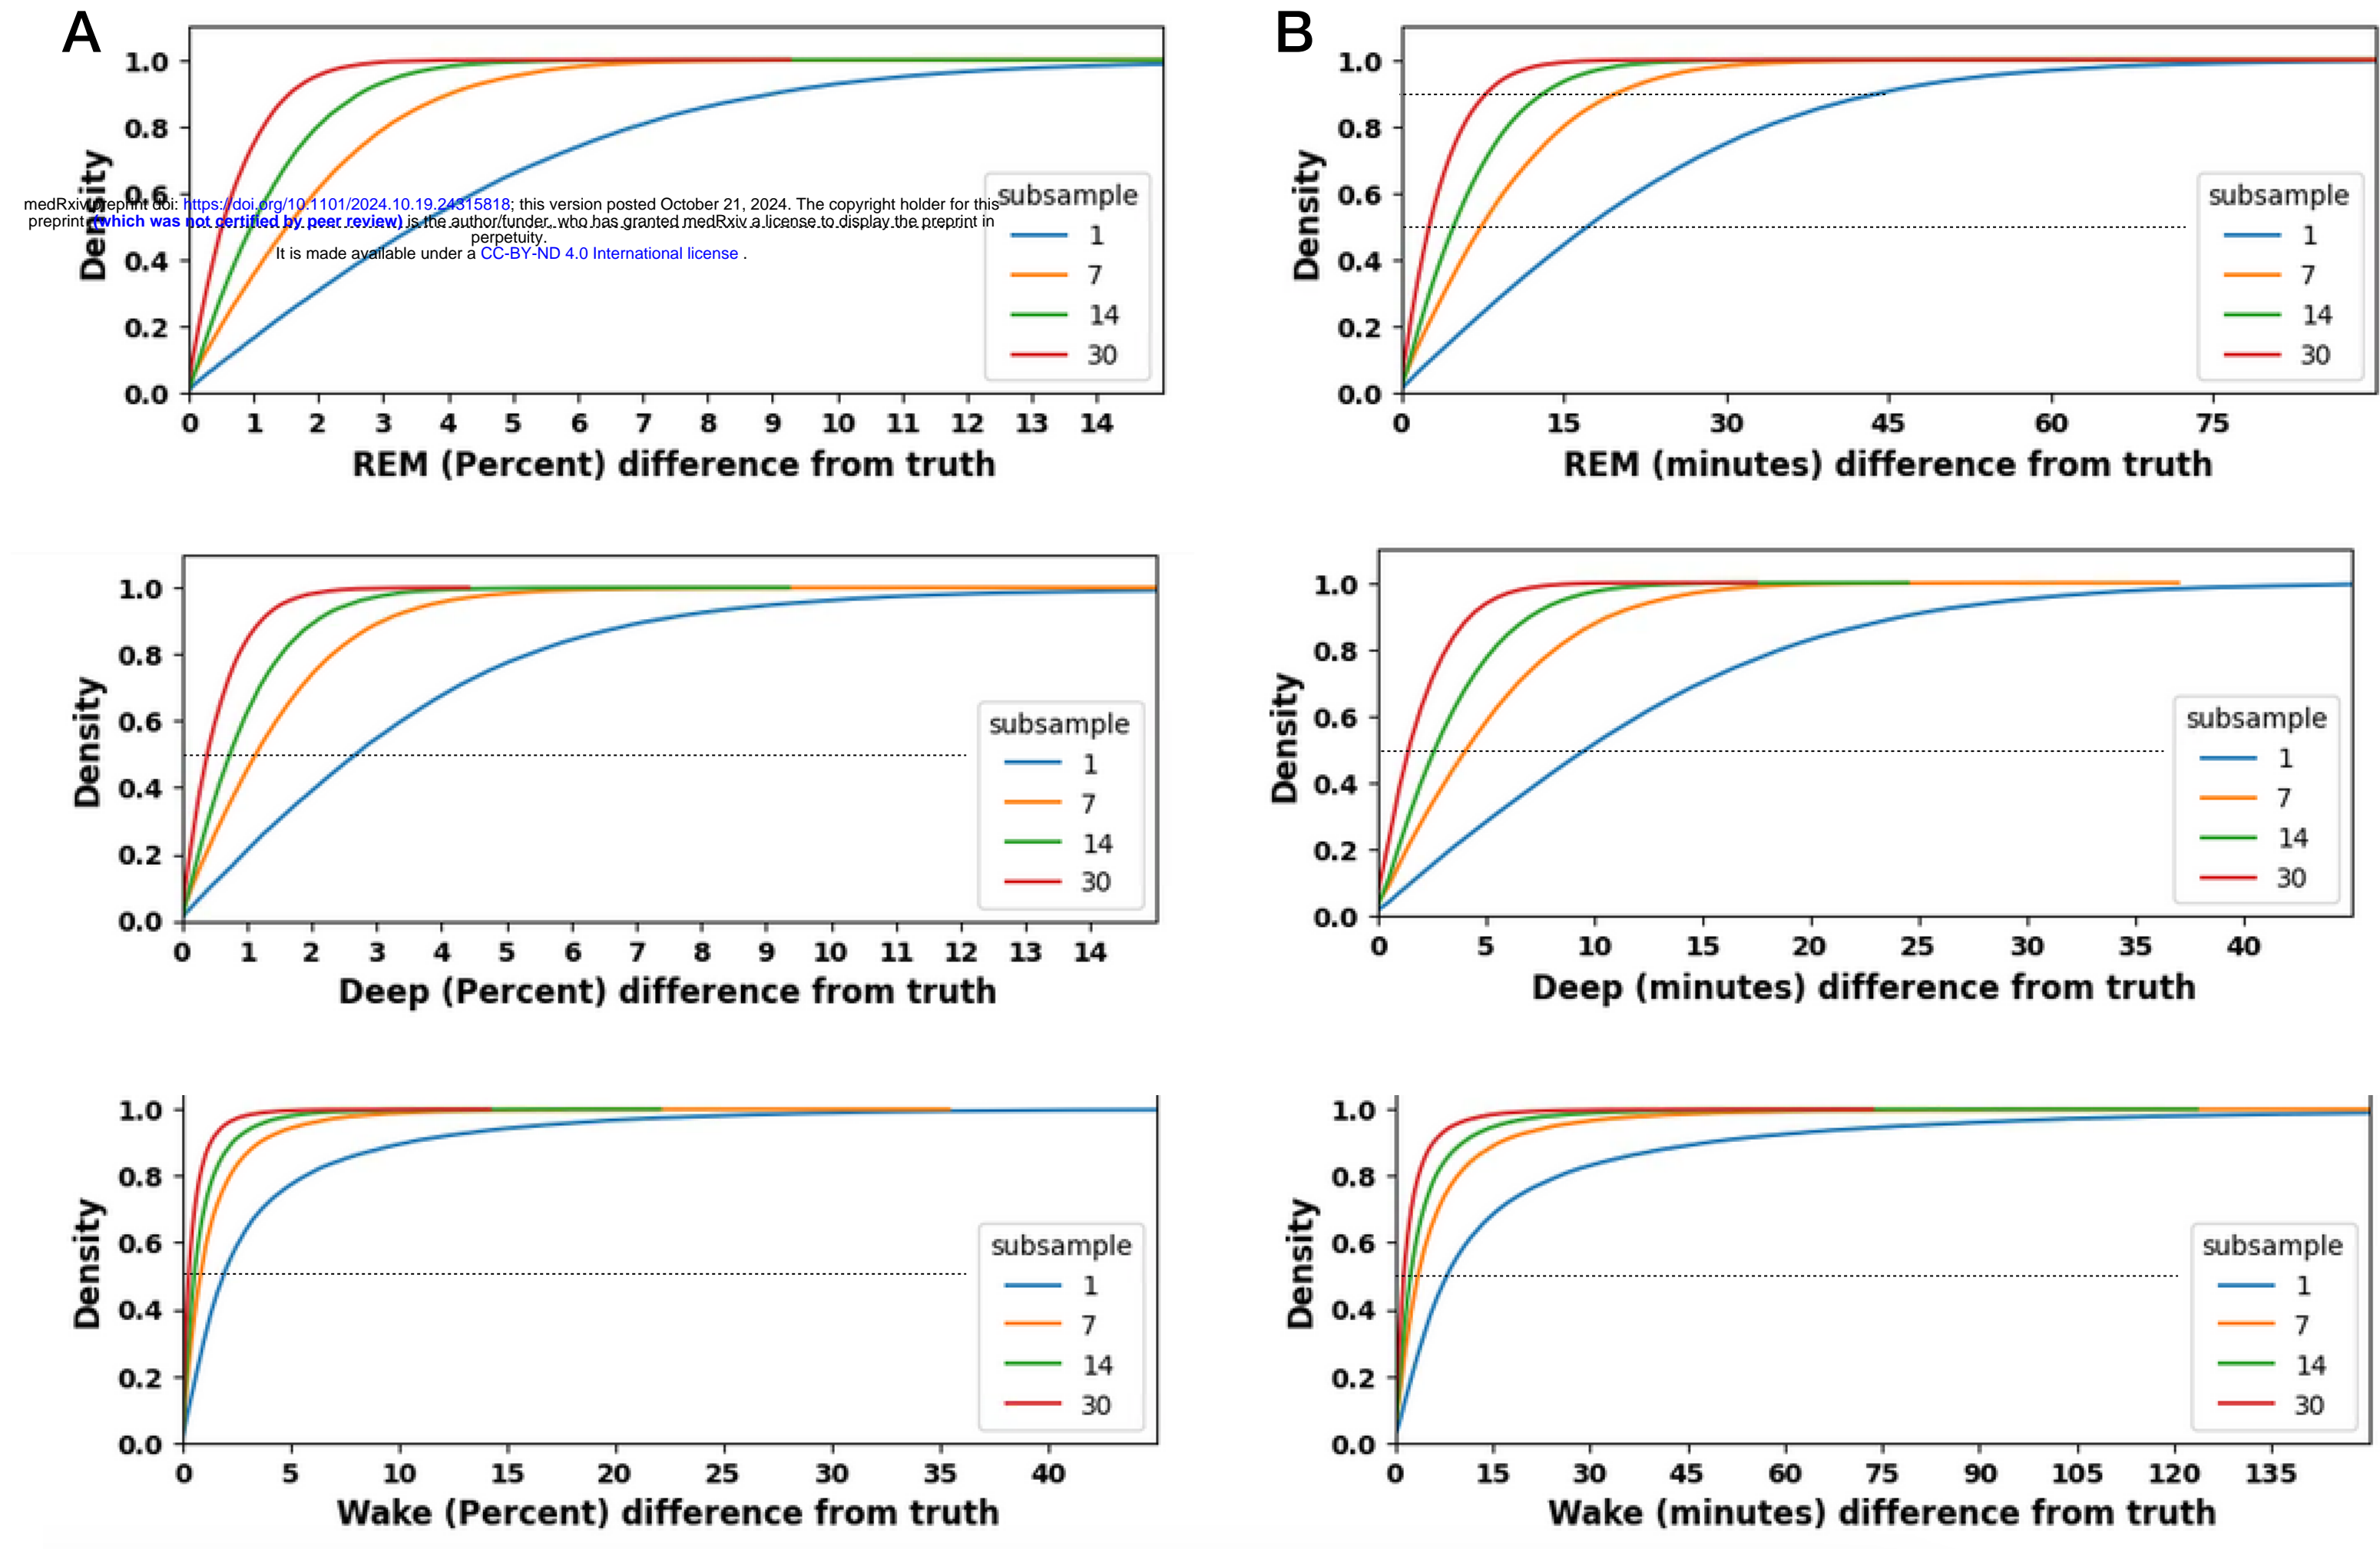 A
B
1.0
0.8
0.6
0.4
0.2
0.0
Density
medRxiv preprint doi: https://doi.org/10.1101/2024.10.19.24315818; this version posted October 21, 2024. The copyright holder for this
preprint (which was not certified by peer review) is the author/funder, who has granted medRxiv a license to display the preprint in
perpetuity.
It is made available under a CC-BY-ND 4.0 International license .
subsample
1
7
14
30
0 1 2 3 4 5 6 7 8 9 10 11 12 13 14
REM (Percent) difference from truth
1.0
0.8
0.6
0.4
0.2
0.0
Density
subsample
1
7
14
30
0 15 30 45 60 75
REM (minutes) difference from truth
1.0
0.8
0.6
0.4
0.2
0.0
Density
subsample
1
7
14
30
0 1 2 3 4 5 6 7 8 9 10 11 12 13 14
Deep (Percent) difference from truth
1.0
0.8
0.6
0.4
0.2
0.0
Density
subsample
1
7
14
30
0 5 10 15 20 25 30 35 40
Deep (minutes) difference from truth
1.0
0.8
0.6
0.4
0.2
0.0
Density
subsample
1
7
14
30
0 5 10 15 20 25 30 35 40
Wake (Percent) difference from truth
1.0
0.8
0.6
0.4
0.2
0.0
Density
subsample
1
7
14
30
0 15 30 45 60 75 90 105 120 135
Wake (minutes) difference from truth